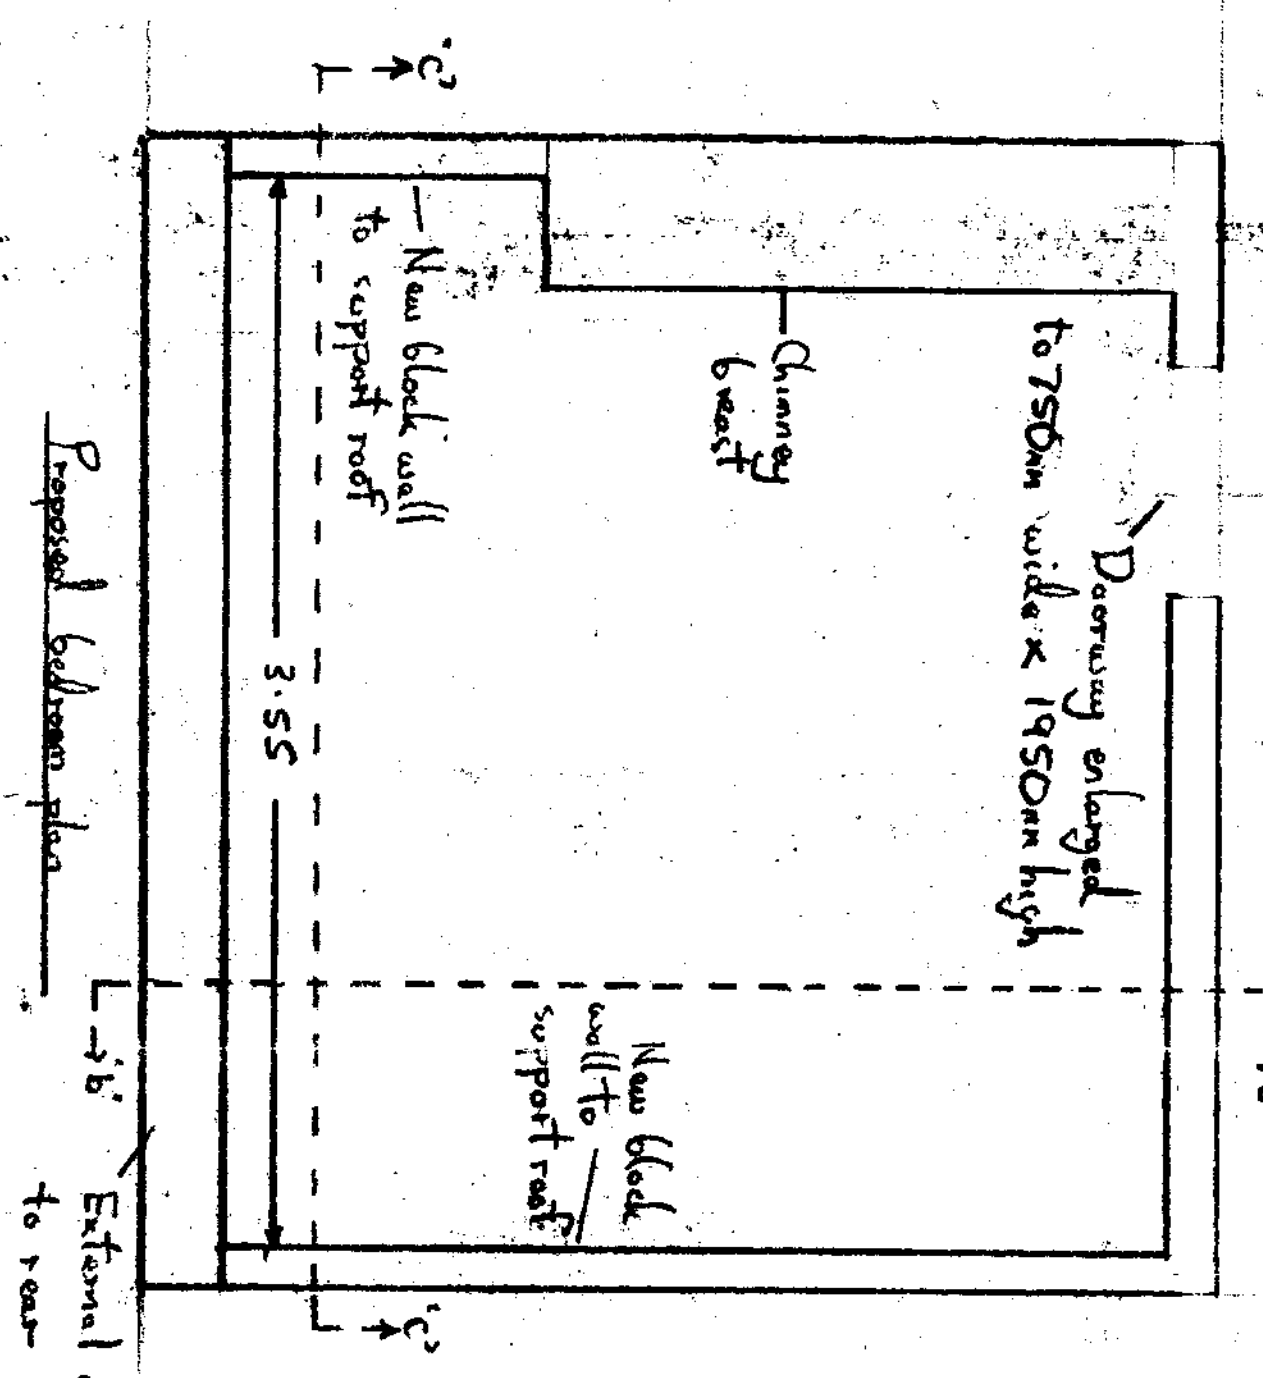 Doorway enlarged
to 750mm wide x 1950mm high
Chimney
breast
New block wall
to support roof
New block
wall to
support roof
3.55
'C'
'C'
'b'
External
to rear
Proposed bedroom plan